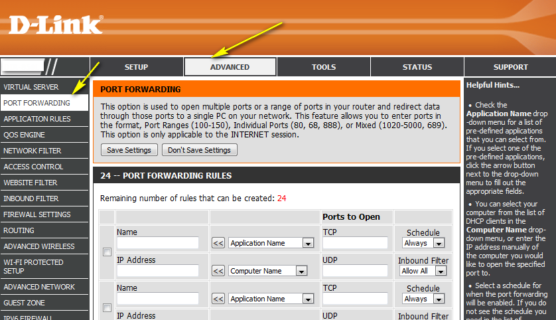 D-Link
//
SETUP
ADVANCED
TOOLS
STATUS
SUPPORT
VIRTUAL SERVER
PORT FORWARDING
APPLICATION RULES
QOS ENGINE
NETWORK FILTER
ACCESS CONTROL
WEBSITE FILTER
INBOUND FILTER
FIREWALL SETTINGS
ROUTING
ADVANCED WIRELESS
WI-FI PROTECTED
SETUP
ADVANCED NETWORK
GUEST ZONE
IPV6 FIREWALL
PORT FORWARDING
This option is used to open multiple ports or a range of ports in your router and redirect data
through those ports to a single PC on your network. This feature allows you to enter ports in
the format, Port Ranges (100-150), Individual Ports (80, 68, 888), or Mixed (1020-5000, 689).
This option is only applicable to the INTERNET session.
Save Settings
Don't Save Settings
24 -- PORT FORWARDING RULES
Remaining number of rules that can be created: 24
Ports to Open
Name
TCP
Schedule
<<
Application Name
Always
IP Address
UDP
Inbound Filter
<<
Computer Name
Allow All
Name
TCP
Schedule
<<
Application Name
Always
IP Address
UDP
Inbound Filter
Helpful Hints...
• Check the
Application Name drop
-down menu for a list of
pre-defined applications
that you can select from.
If you select one of the
pre-defined applications,
click the arrow button
next to the drop-down
menu to fill out the
appropriate fields.
• You can select your
computer from the list of
DHCP clients in the
Computer Name drop-
down menu, or enter the
IP address manually of
the computer you would
like to open the specified
port to.
• Select a schedule for
when the port forwarding
will be enabled. If you do
not see the schedule you
need in the list of